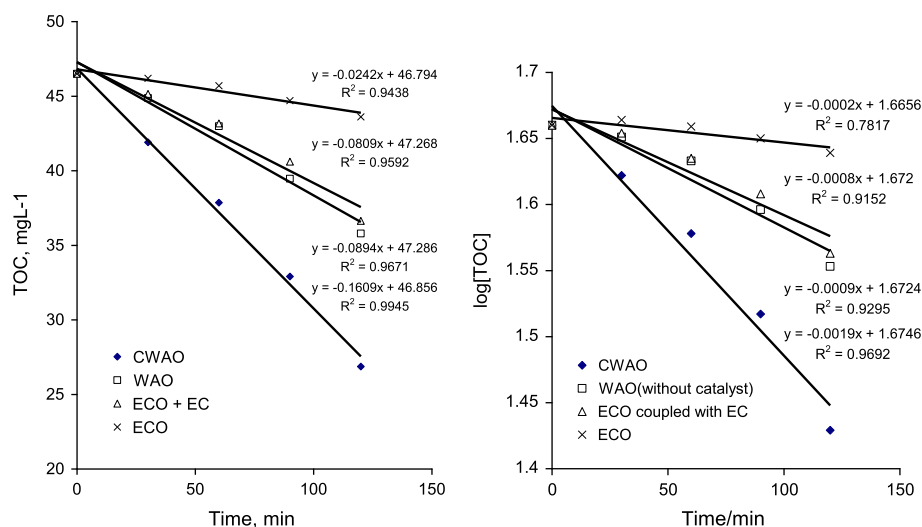 50
45
40
35
30
25
20
TOC, mgL-1
y = -0.0242x + 46.794
R² = 0.9438
y = -0.0809x + 47.268
R² = 0.9592
y = -0.0894x + 47.286
R² = 0.9671
y = -0.1609x + 46.856
R² = 0.9945
CWAO
WAO
ECO + EC
ECO
0
50
100
150
Time, min
1.7
1.65
1.6
1.55
1.5
1.45
1.4
log[TOC]
y = -0.0002x + 1.6656
R² = 0.7817
y = -0.0008x + 1.672
R² = 0.9152
y = -0.0009x + 1.6724
R² = 0.9295
y = -0.0019x + 1.6746
R² = 0.9692
CWAO
WAO(without catalyst)
ECO coupled with EC
ECO
0
50
100
150
Time/min